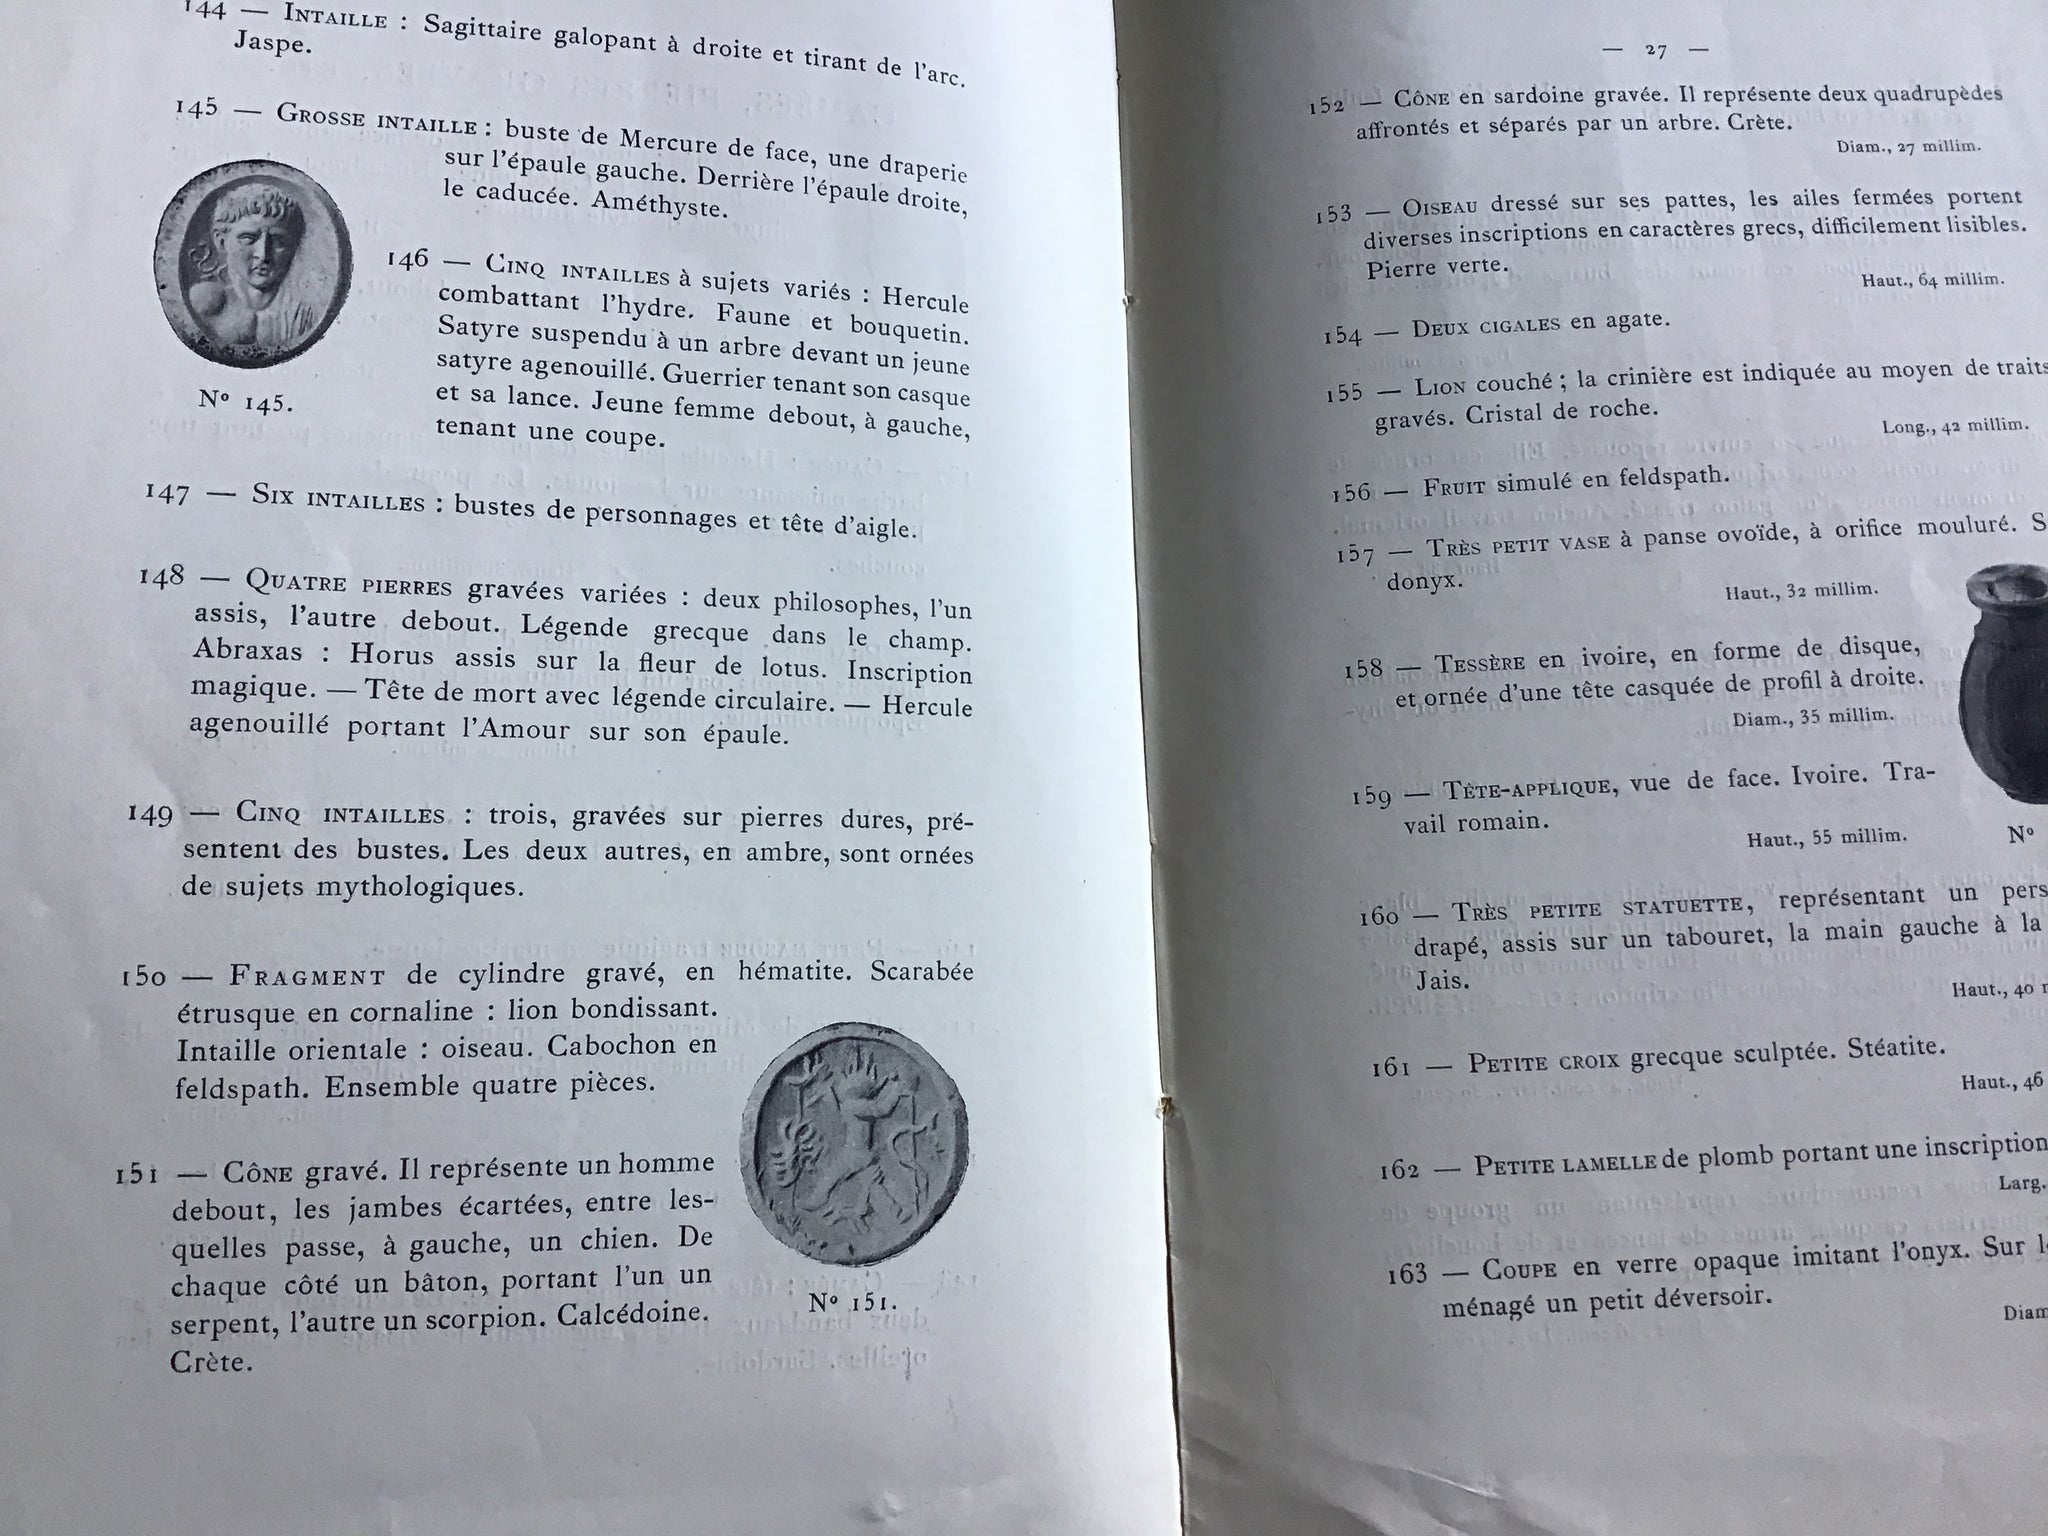 144 — Intaille : Sagittaire galopant à droite et tirant de l'arc.
Jaspe.
145 — Grosse intaille : buste de Mercure de face, une draperie
sur l'épaule gauche. Derrière l'épaule droite,
le caducée. Améthyste.
Nº 145.
146 — Cinq intailles à sujets variés : Hercule
combattant l'hydre. Faune et bouquetin.
Satyre suspendu à un arbre devant un jeune
satyre agenouillé. Guerrier tenant son casque
et sa lance. Jeune femme debout, à gauche,
tenant une coupe.
147 — Six intailles : bustes de personnages et tête d'aigle.
148 — Quatre pierres gravées variées : deux philosophes, l'un
assis, l'autre debout. Légende grecque dans le champ.
Abraxas : Horus assis sur la fleur de lotus. Inscription
magique. — Tête de mort avec légende circulaire. — Hercule
agenouillé portant l'Amour sur son épaule.
149 — Cinq intailles : trois, gravées sur pierres dures, pré-
sentent des bustes. Les deux autres, en ambre, sont ornées
de sujets mythologiques.
150 — Fragment de cylindre gravé, en hématite. Scarabée
étrusque en cornaline : lion bondissant.
Intaille orientale : oiseau. Cabochon en
feldspath. Ensemble quatre pièces.
151 — Cône gravé. Il représente un homme
debout, les jambes écartées, entre les-
quelles passe, à gauche, un chien. De
chaque côté un bâton, portant l'un un
serpent, l'autre un scorpion. Calcédoine.
Crète.
Nº 151.
— 27 —
152 — Cône en sardoine gravée. Il représente deux quadrupèdes
affrontés et séparés par un arbre. Crète.
Diam., 27 millim.
153 — Oiseau dressé sur ses pattes, les ailes fermées portent
diverses inscriptions en caractères grecs, difficilement lisibles.
Pierre verte.
Haut., 64 millim.
154 — Deux cigales en agate.
155 — Lion couché ; la crinière est indiquée au moyen de traits
gravés. Cristal de roche.
Long., 42 millim.
156 — Fruit simulé en feldspath.
157 — Très petit vase à panse ovoïde, à orifice mouluré. S
donyx.
Haut., 32 millim.
158 — Tessère en ivoire, en forme de disque,
et ornée d'une tête casquée de profil à droite.
Diam., 35 millim.
159 — Tête-applique, vue de face. Ivoire. Tra-
vail romain.
Haut., 55 millim.
Nº
160 — Très petite statuette, représentant un pers
drapé, assis sur un tabouret, la main gauche à la
Jais.
Haut., 40
161 — Petite croix grecque sculptée. Stéatite.
Haut., 46
162 — Petite lamelle de plomb portant une inscription
Larg.
163 — Coupe en verre opaque imitant l'onyx. Sur
ménagé un petit déversoir.
Diam